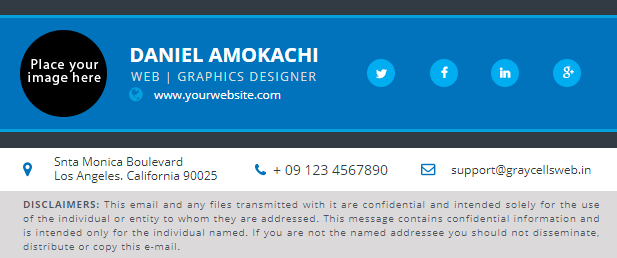 Place your
image here
DANIEL AMOKACHI
WEB | GRAPHICS DESIGNER
www.yourwebsite.com
f
in
g+
Snta Monica Boulevard
Los Angeles. California 90025
+ 09 123 4567890
support@graycellsweb.in
DISCLAIMERS: This email and any files transmitted with it are confidential and intended solely for the use
of the individual or entity to whom they are addressed. This message contains confidential information and
is intended only for the individual named. If you are not the named addressee you should not disseminate,
distribute or copy this e-mail.